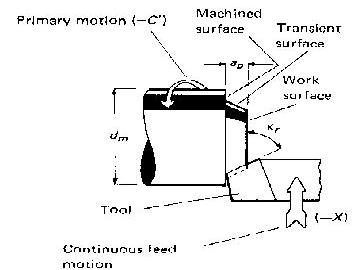 Primary motion (–C')
Machined
surface
Transient
surface
a_p
Work
surface
d_m
κ_r
Tool
(–X)
Continuous feed
motion